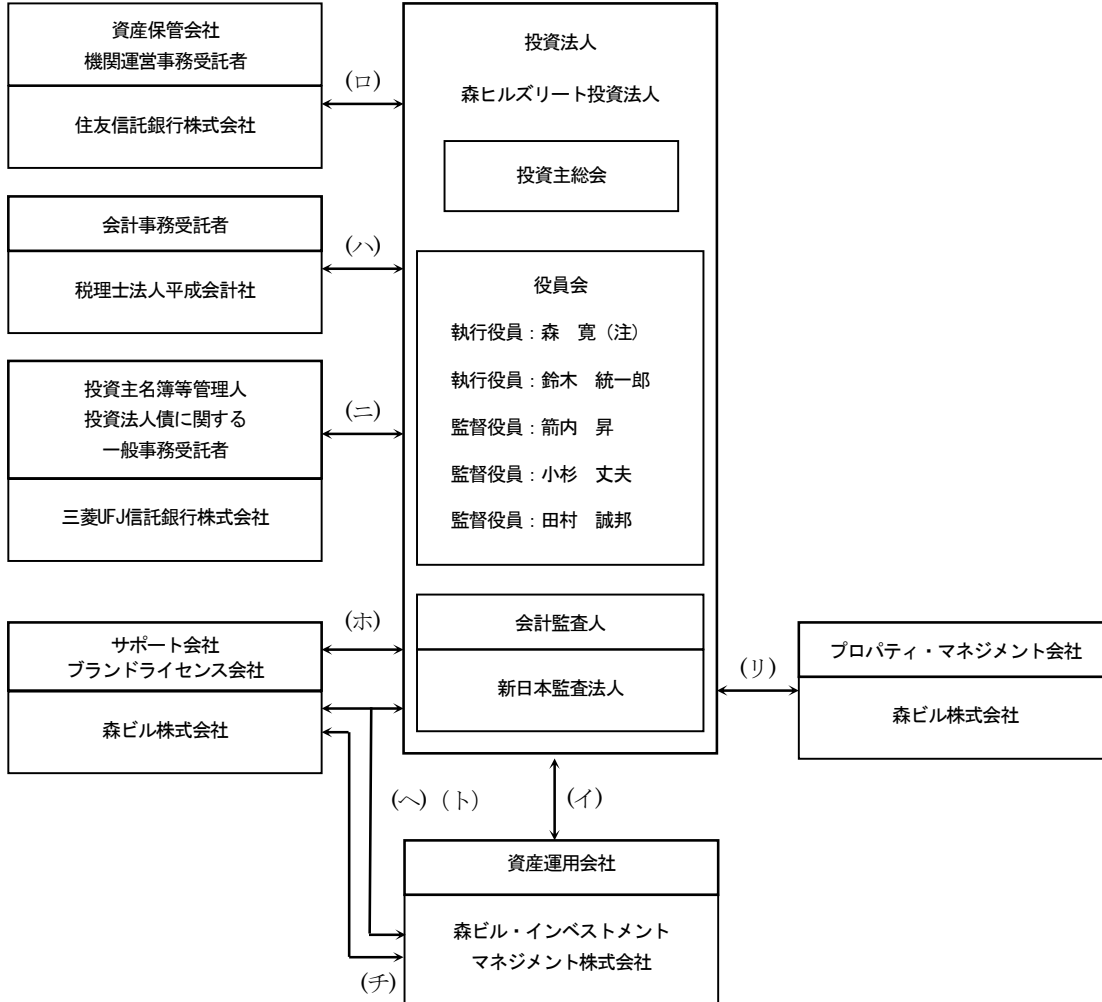 資産保管会社
機関運営事務受託者
住友信託銀行株式会社
(ロ)
会計事務受託者
税理士法人平成会計社
(ハ)
投資主名簿等管理人
投資法人債に関する
一般事務受託者
三菱UFJ信託銀行株式会社
(ニ)
サポート会社
ブランドライセンス会社
森ビル株式会社
(ホ)
(ヘ)(ト)
(チ)
投資法人
森ヒルズリート投資法人
投資主総会
役員会
執行役員：森　寛（注）
執行役員：鈴木　統一郎
監督役員：箭内　昇
監督役員：小杉　丈夫
監督役員：田村　誠邦
会計監査人
新日本監査法人
(イ)
資産運用会社
森ビル・インベストメント
マネジメント株式会社
(リ)
プロパティ・マネジメント会社
森ビル株式会社